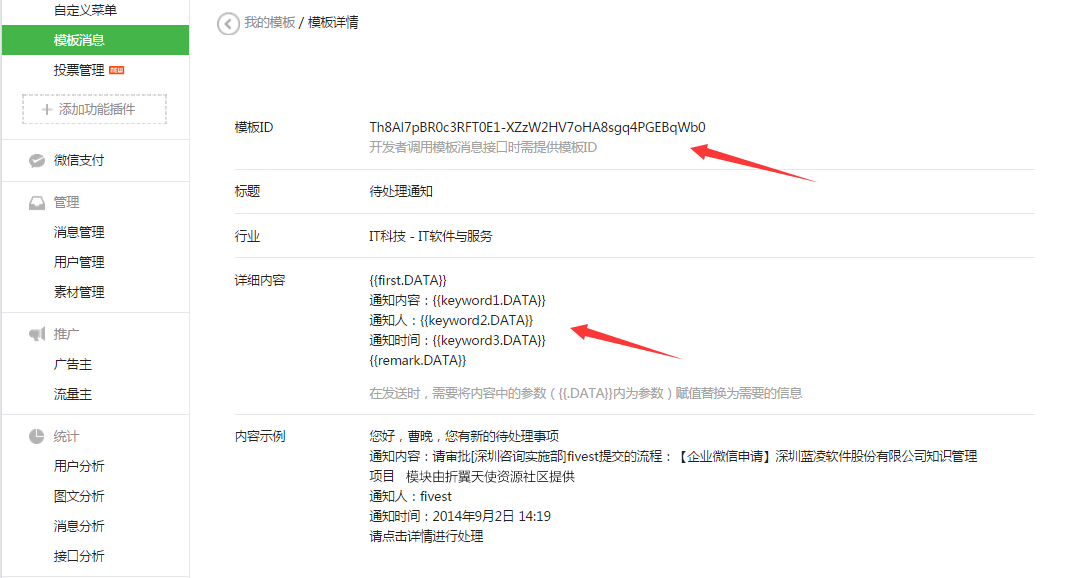 自定义菜单
模板消息
投票管理
+ 添加功能插件
微信支付
管理
消息管理
用户管理
素材管理
推广
广告主
流量主
统计
用户分析
图文分析
消息分析
接口分析
我的模板 / 模板详情
模板ID
Th8Al7pBR0c3RFT0E1-XZzW2HV7oHA8sgq4PGEBqWb0
开发者调用模板消息接口时需提供模板ID
标题
待处理通知
行业
IT科技 - IT软件与服务
详细内容
{{first.DATA}}
通知内容：{{keyword1.DATA}}
通知人：{{keyword2.DATA}}
通知时间：{{keyword3.DATA}}
{{remark.DATA}}
在发送时，需要将内容中的参数（{{.DATA}}内为参数）赋值替换为需要的信息
内容示例
您好，曹晚，您有新的待处理事项
通知内容：请审批[深圳咨询实施部]fivest提交的流程：【企业微信申请】深圳蓝凌软件股份有限公司知识管理
项目 模块由折翼天使资源社区提供
通知人：fivest
通知时间：2014年9月2日 14:19
请点击详情进行处理